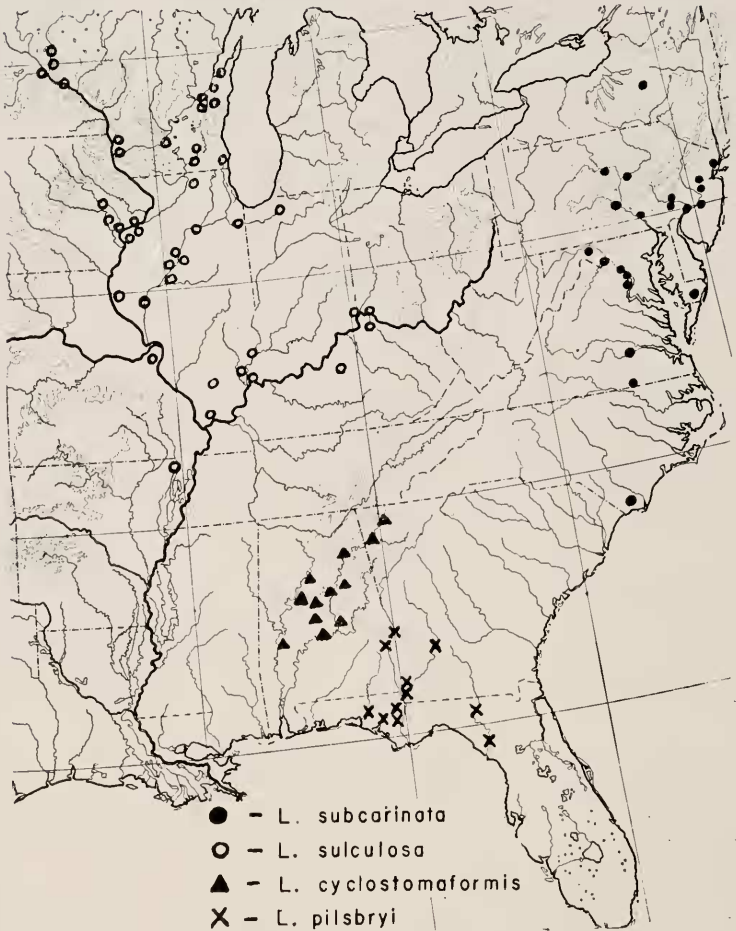 ● – L. subcarinata
○ – L. sulculosa
▲ – L. cyclostomaformis
X – L. pilsbryi